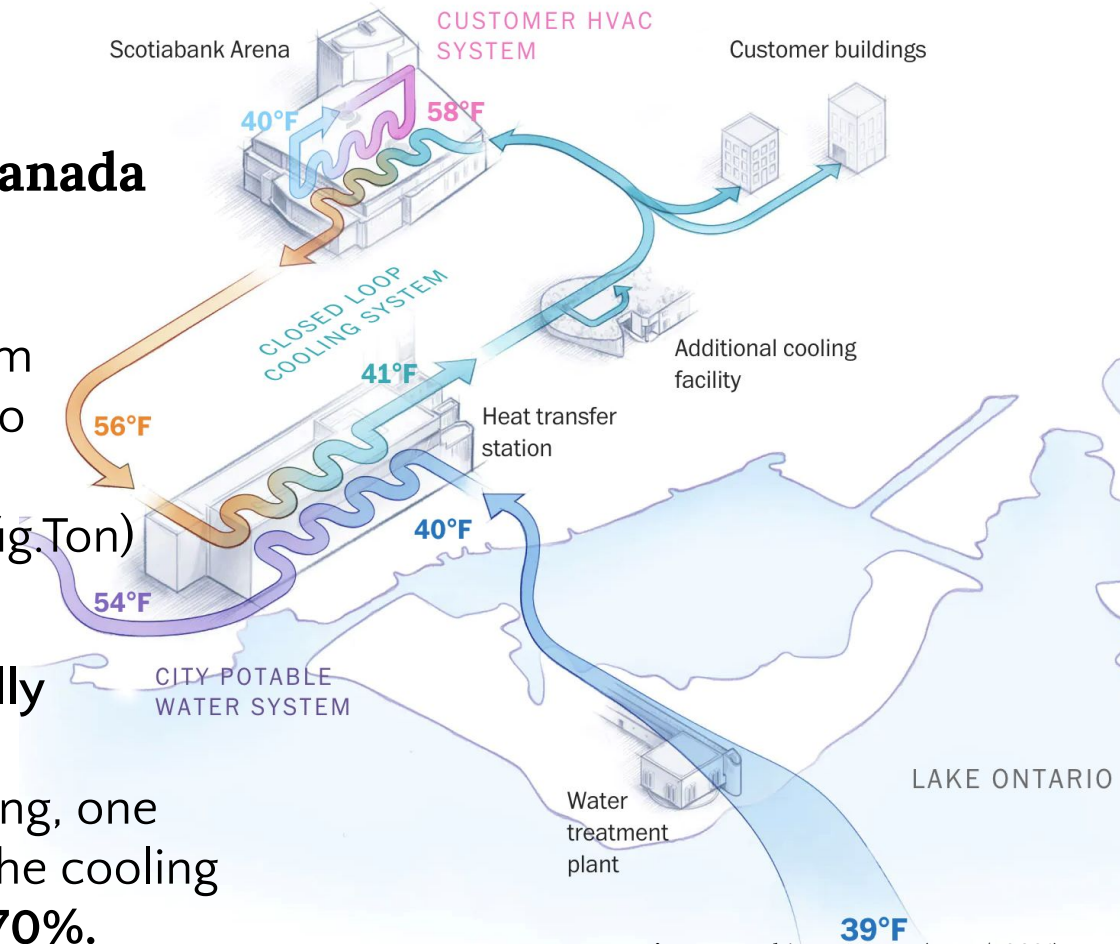 CUSTOMER HVAC
SYSTEM
Scotiabank Arena
Customer buildings
40°F
58°F
anada
CLOSED LOOP
COOLING SYSTEM
m
o
41°F
Additional cooling
facility
56°F
Heat transfer
station
ig.Ton)
40°F
54°F
lly
CITY POTABLE
WATER SYSTEM
LAKE ONTARIO
ng, one
he cooling
70%.
Water
treatment
plant
39°F